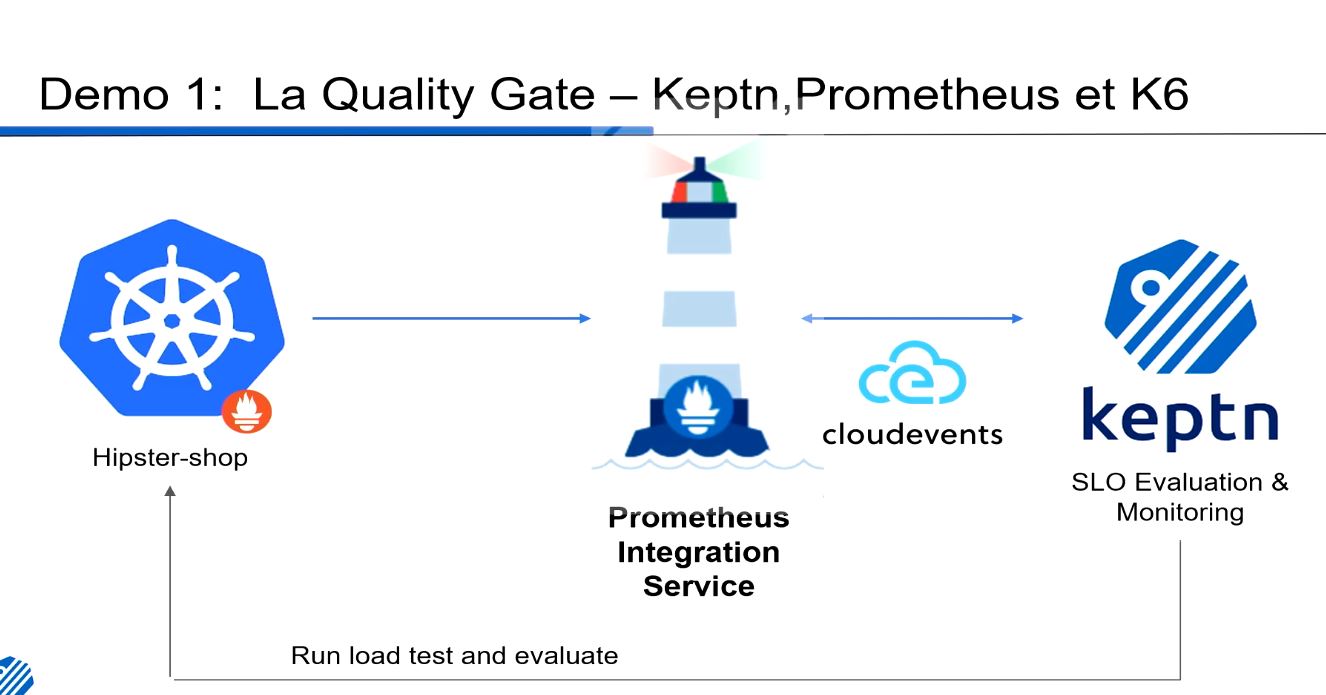 Demo 1:  La Quality Gate – Keptn,Prometheus et K6
Hipster-shop
cloudevents
keptn
SLO Evaluation &
Monitoring
Prometheus
Integration
Service
Run load test and evaluate